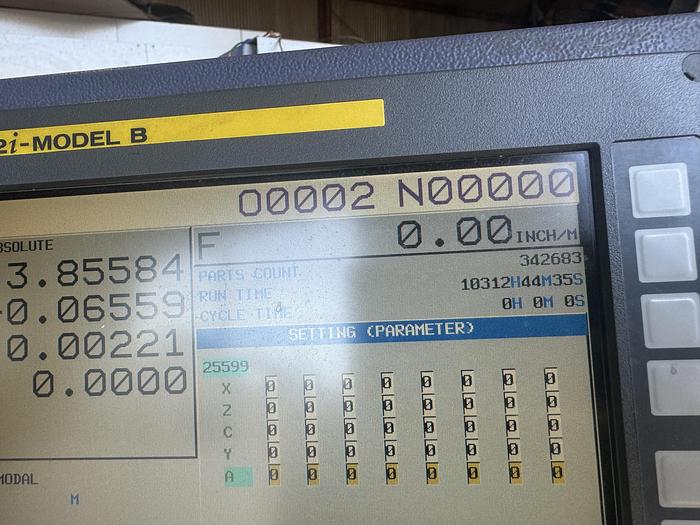 2i-MODEL B
O0002 N00000
BSOLUTE
3.85584
0.06559
0.00221
0.0000
F 0.00 INCH/M
PARTS COUNT 342683
RUN TIME 10312H44M35S
CYCLE TIME 0H 0M 0S
SETTING (PARAMETER)
25599
X 0 0 0 0 0 0 0 0
Z 0 0 0 0 0 0 0 0
C 0 0 0 0 0 0 0 0
Y 0 0 0 0 0 0 0 0
A 0 0 0 0 0 0 0 0
MODAL
M